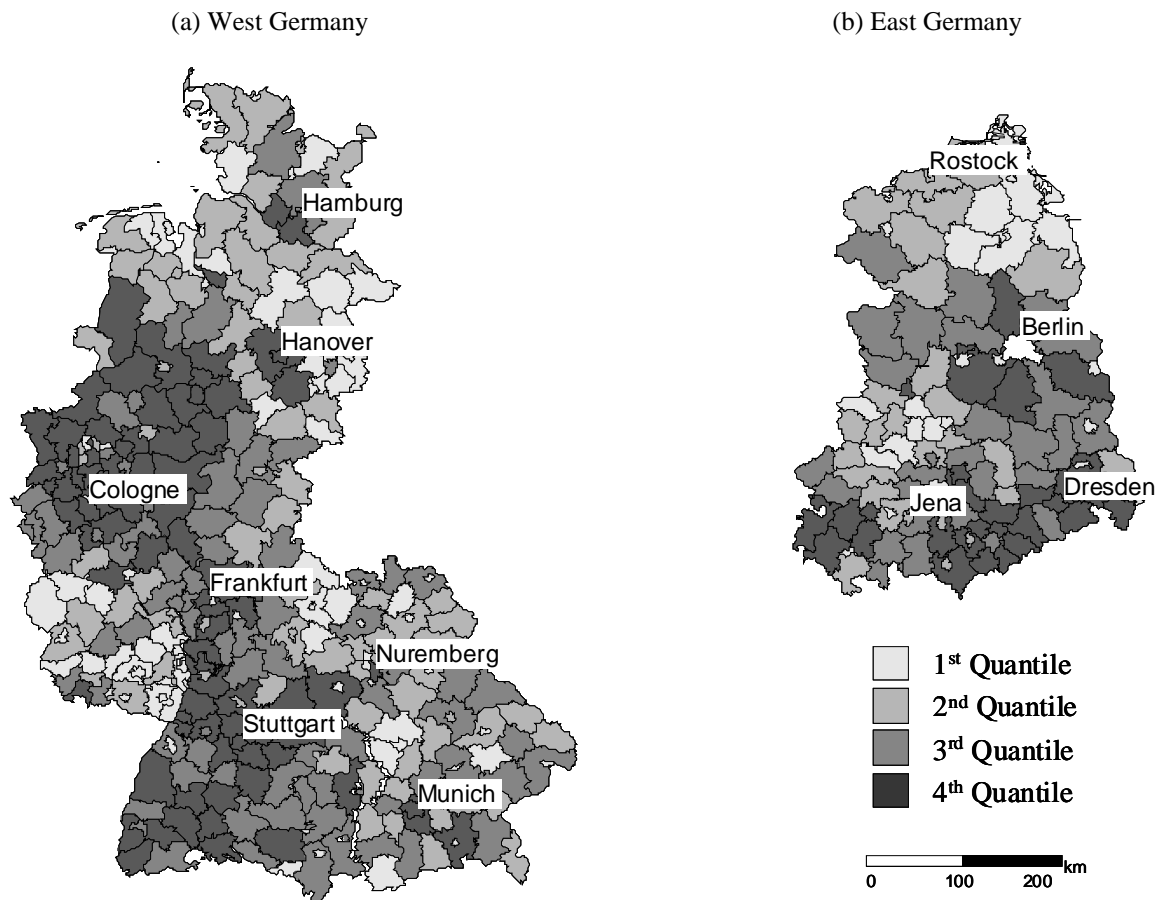 (a) West Germany
(b) East Germany
Rostock
Hamburg
Berlin
Hanover
Cologne
Dresden
Jena
Frankfurt
Nuremberg
Stuttgart
Munich
1st Quantile
2nd Quantile
3rd Quantile
4th Quantile
km
0 100 200